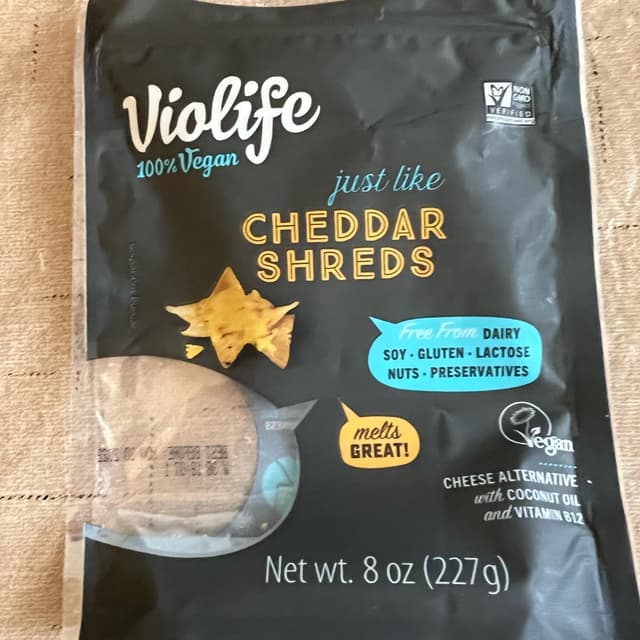 Violife
100% Vegan
NON
GMO
VERIFIED
just like
CHEDDAR
SHREDS
Free From DAIRY
SOY · GLUTEN · LACTOSE
NUTS · PRESERVATIVES
melts
GREAT!
Vegan
CHEESE ALTERNATIVE
with COCONUT OIL
and VITAMIN B12
Net wt. 8 oz (227g)